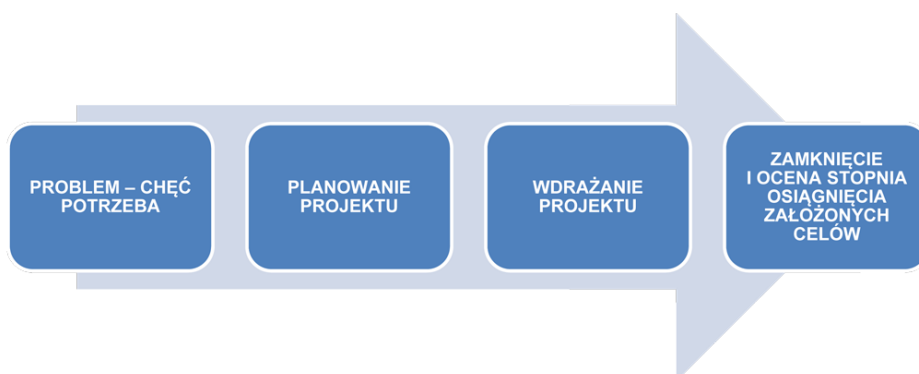 PROBLEM – CHĘĆ
POTRZEBA
PLANOWANIE
PROJEKTU
WDRAŻANIE
PROJEKTU
ZAMKNIĘCIE
I OCENA STOPNIA
OSIĄGNIĘCIA
ZAŁOŻONYCH
CELÓW